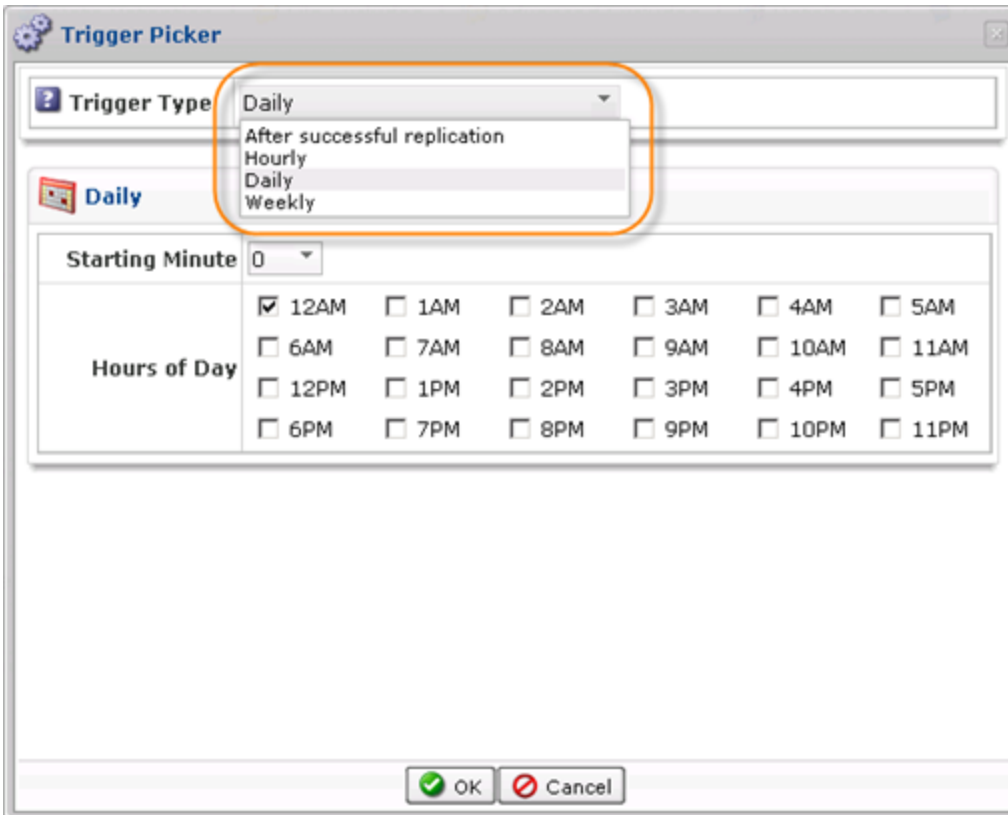 Trigger Picker
Trigger Type Daily
After successful replication
Hourly
Daily
Weekly
Daily
Starting Minute 0
Hours of Day
12AM 1AM 2AM 3AM 4AM 5AM
6AM 7AM 8AM 9AM 10AM 11AM
12PM 1PM 2PM 3PM 4PM 5PM
6PM 7PM 8PM 9PM 10PM 11PM
OK Cancel